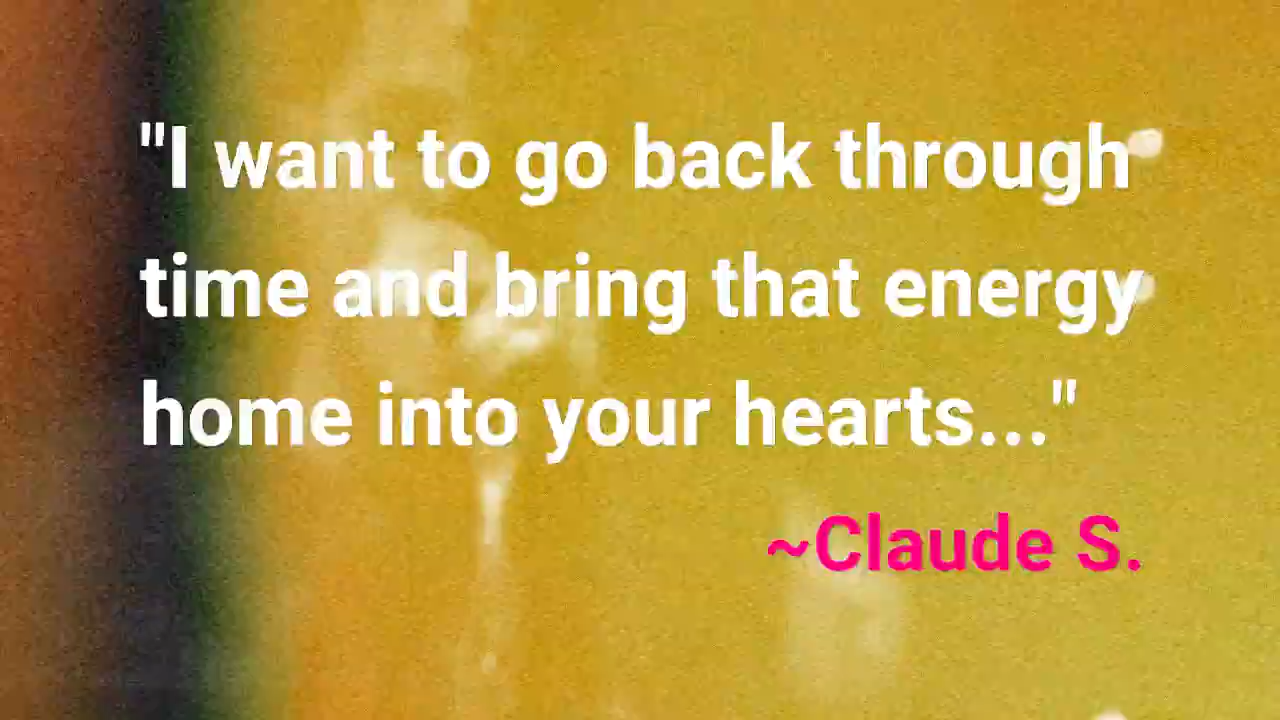 "I want to go back through
time and bring that energy
home into your hearts..."
~Claude S.